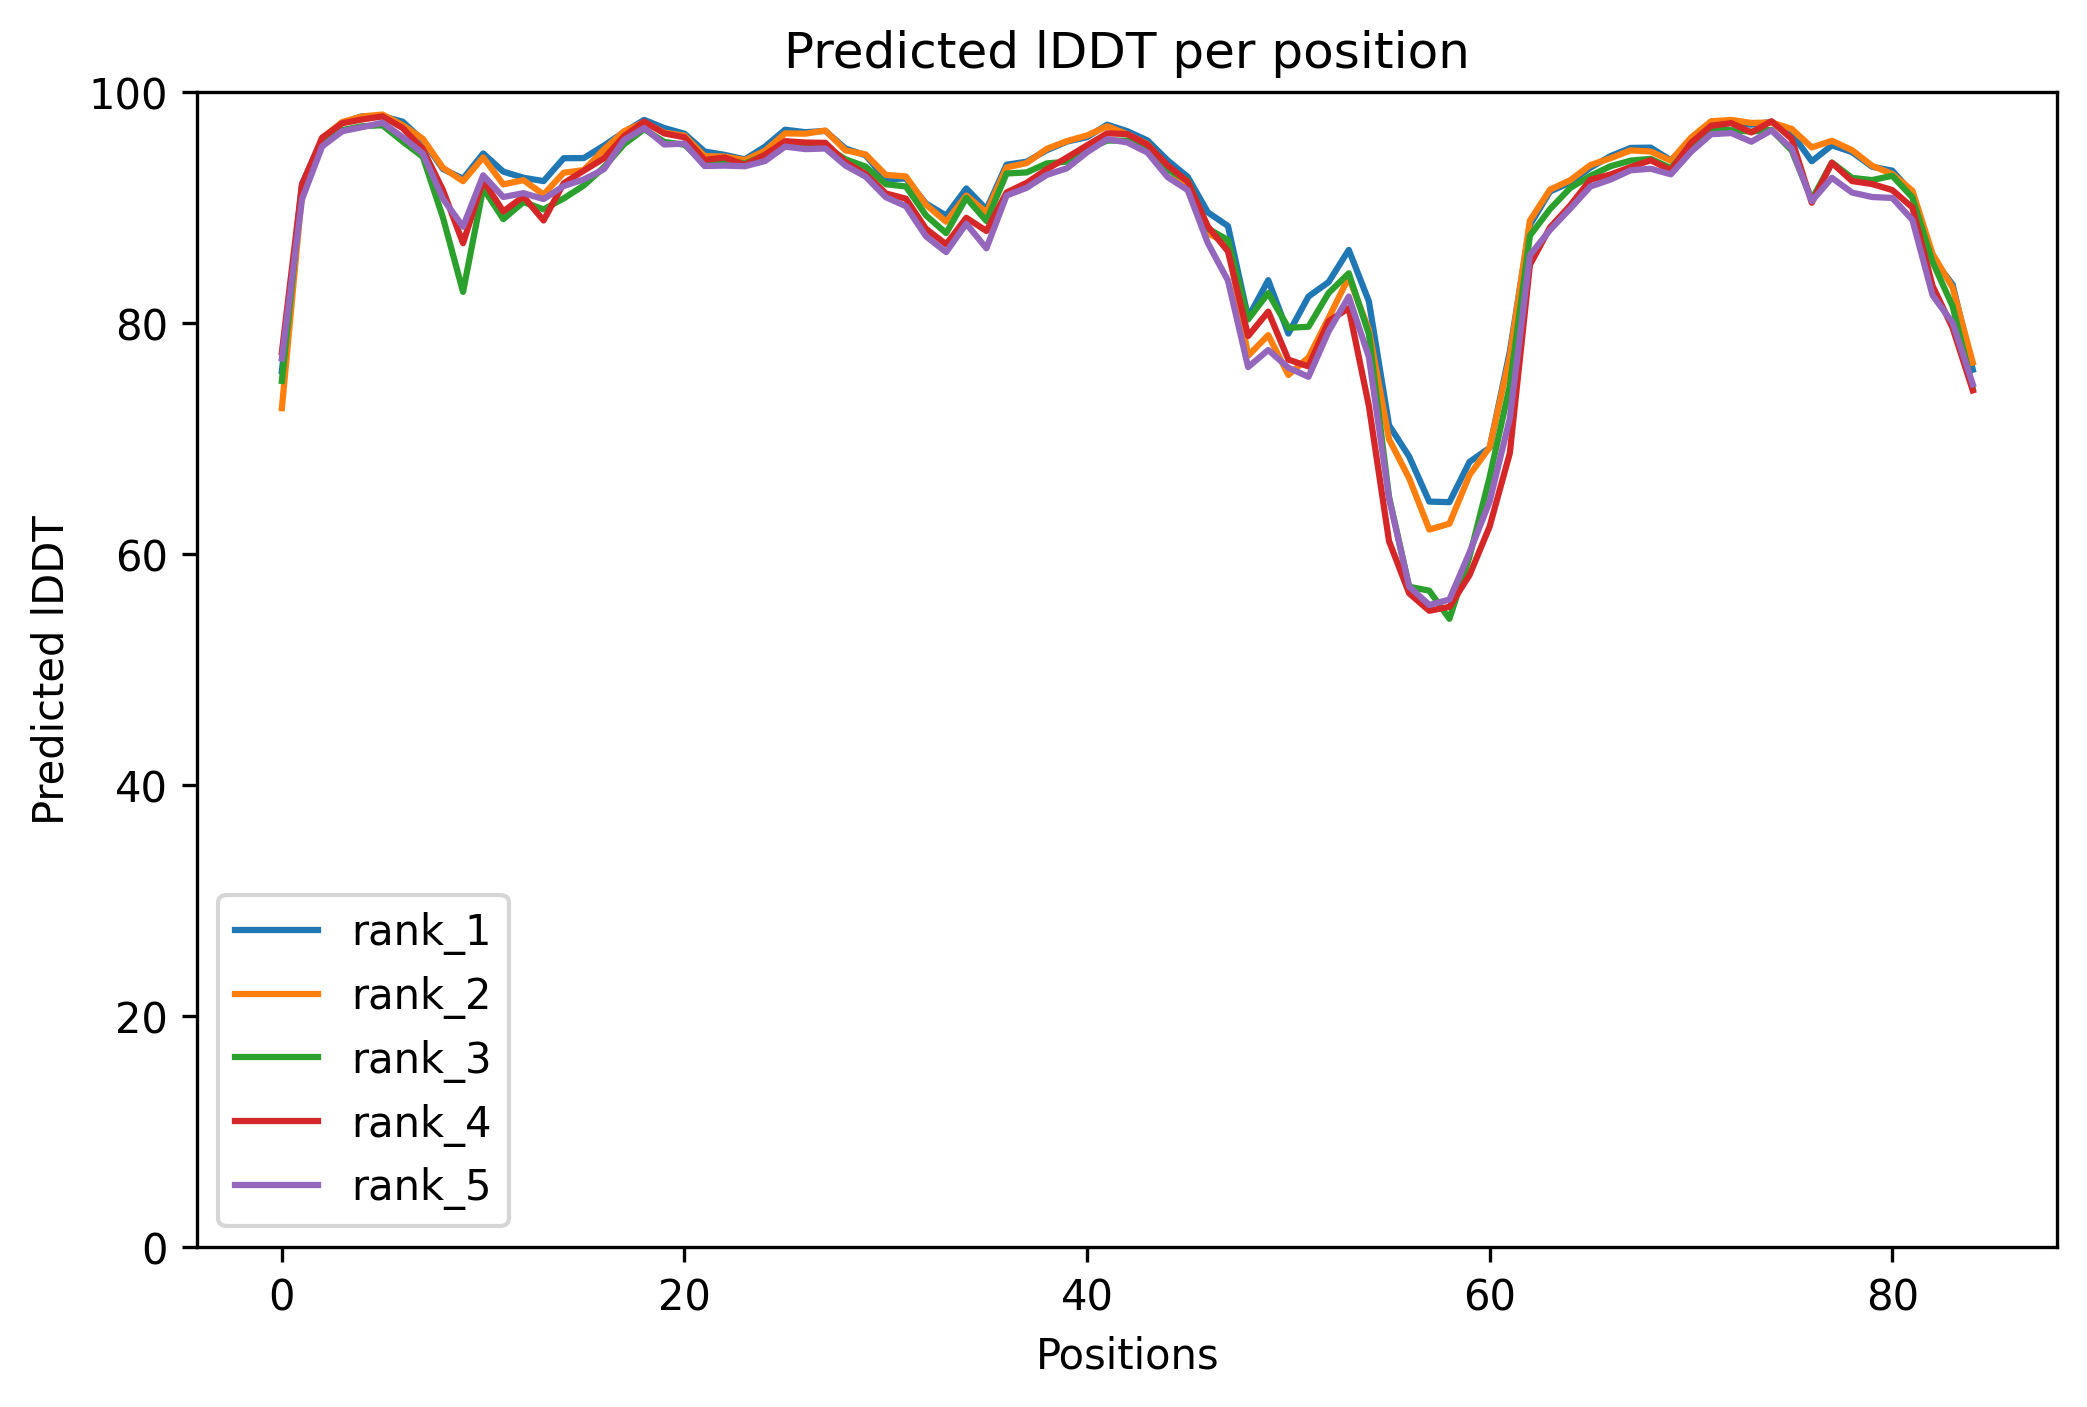 Predicted lDDT per position
100
80
60
40
20
0
Predicted lDDT
rank_1
rank_2
rank_3
rank_4
rank_5
0 20 40 60 80
Positions